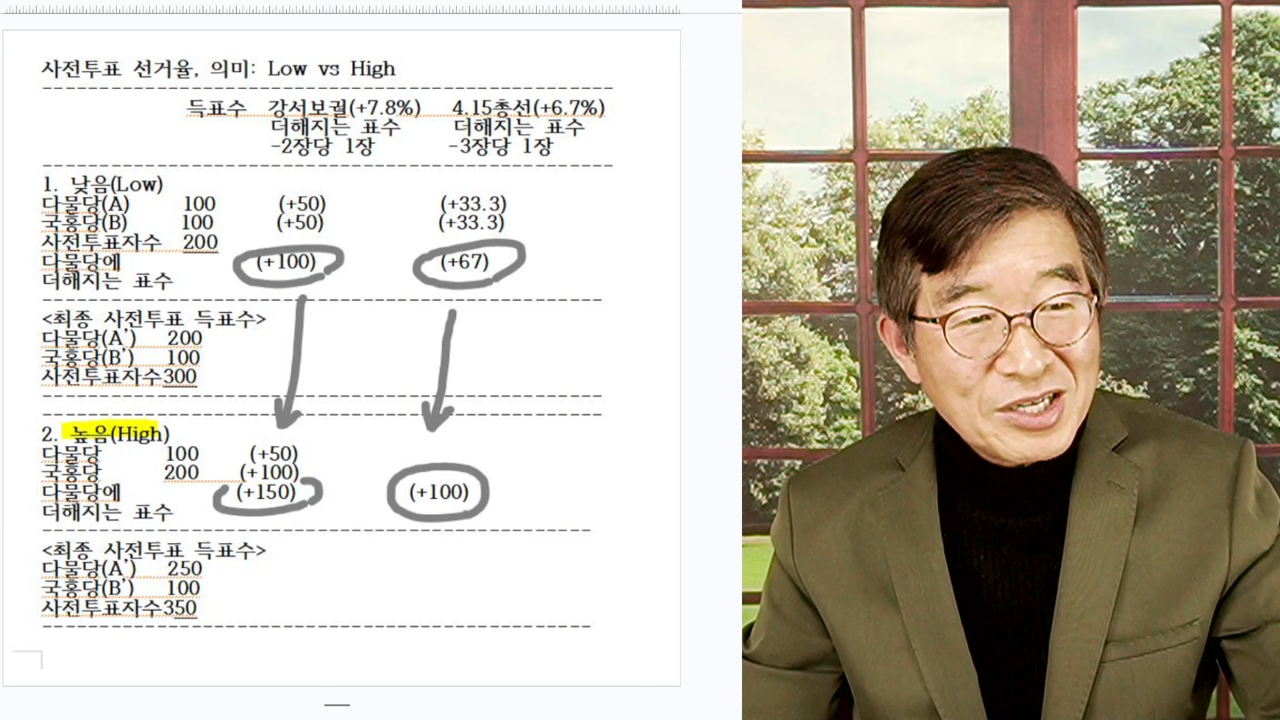 사전투표 선거율, 의미: Low vs High
득표수 강서보궐(+7.8%) 4.15총선(+6.7%)
더해지는 표수 더해지는 표수
-2장당 1장 -3장당 1장
1. 낮음(Low)
다물당(A) 100 (+50) (+33.3)
국홍당(B) 100 (+50) (+33.3)
사전투표자수 200
다물당에 (+100) (+67)
더해지는 표수
<최종 사전투표 득표수>
다물당(A') 200
국홍당(B') 100
사전투표자수300
2. 높음(High)
다물당 100 (+50)
국홍당 200 (+100)
다물당에 (+150) (+100)
더해지는 표수
<최종 사전투표 득표수>
다물당(A') 250
국홍당(B') 100
사전투표자수350